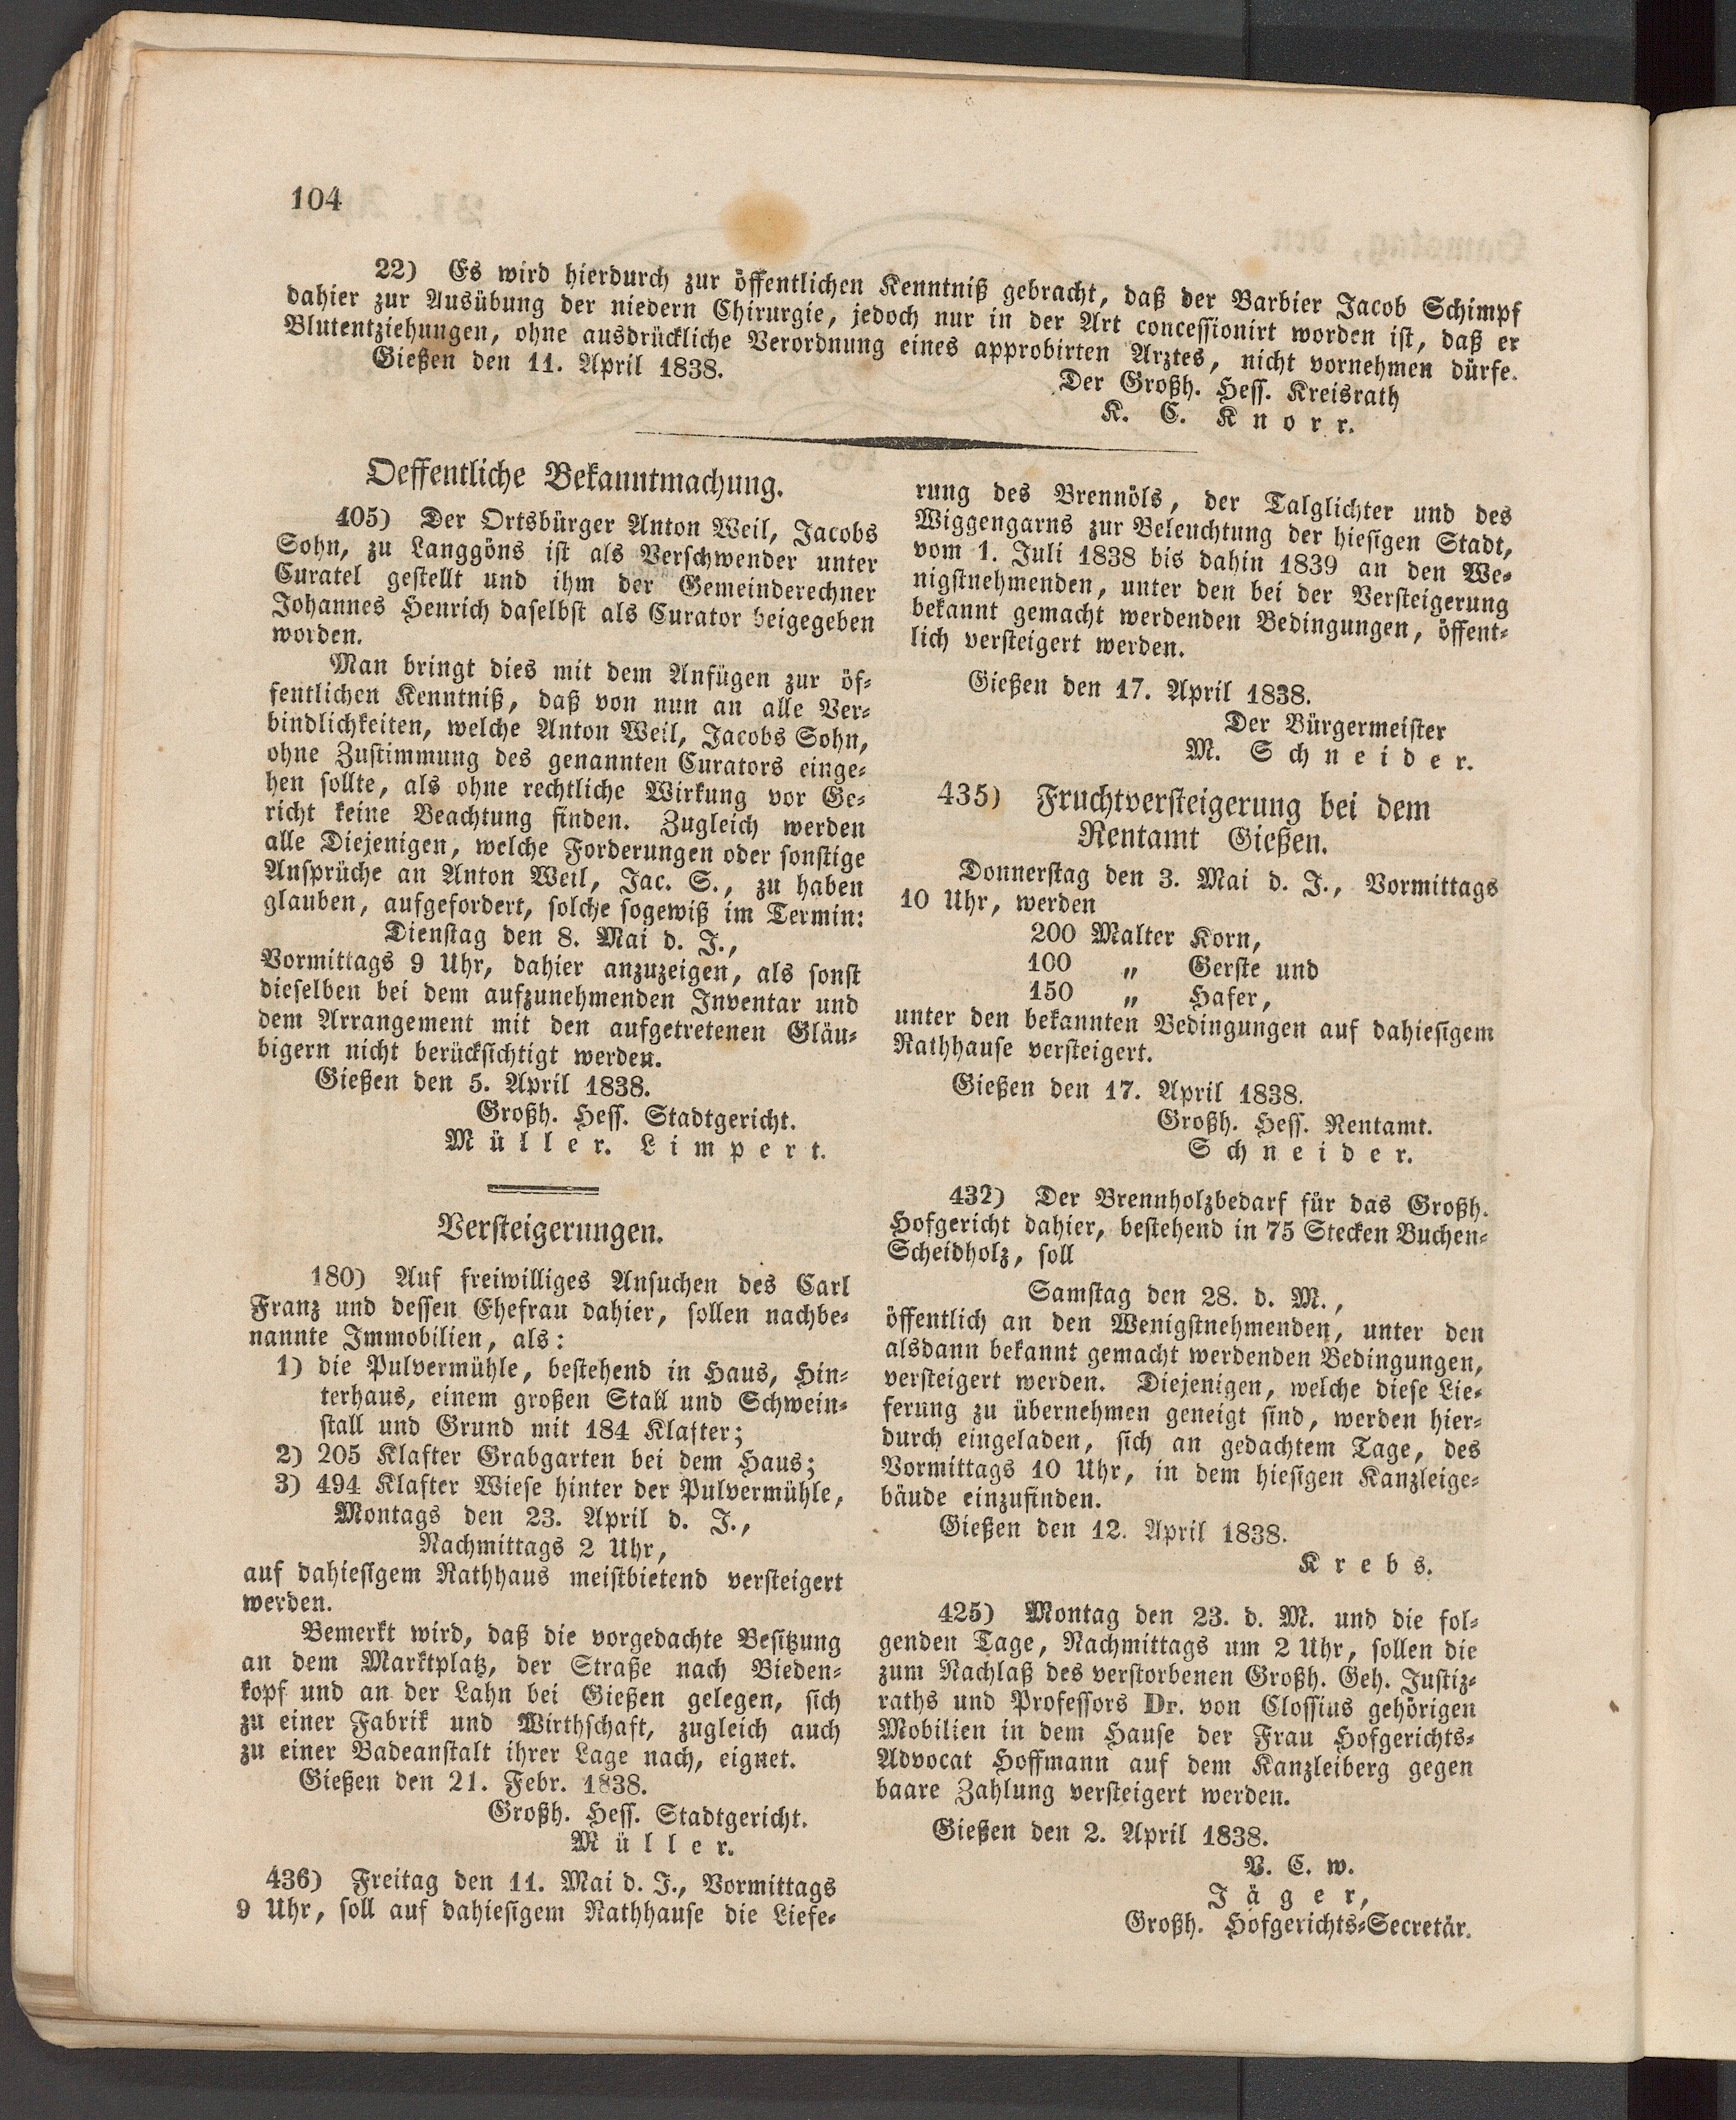 104
22) Es wird hierdurch zur öffentlichen Kenntniß gebracht, daß der Barbier Jacob Schimpf
dahier zur Ausübung der niedern Chirurgie, jedoch nur in der Art concessionirt worden ist, daß er
Blutentziehungen, ohne ausdrückliche Verordnung eines approbirten Arztes, nicht vornehmen dürfe.
Gießen den 11. April 1838.
Der Großh. Hess. Kreisrath
K. C. Knorr.
Oeffentliche Bekanntmachung.
405) Der Ortsbürger Anton Weil, Jacobs
Sohn, zu Langgöns ist als Verschwender unter
Curatel gestellt und ihm der Gemeinderechner
Johannes Henrich daselbst als Curator beigegeben
worden.
Man bringt dies mit dem Anfügen zur öf-
fentlichen Kenntniß, daß von nun an alle Ver-
bindlichkeiten, welche Anton Weil, Jacobs Sohn,
ohne Zustimmung des genannten Curators einge-
hen sollte, als ohne rechtliche Wirkung vor Ge-
richt keine Beachtung finden. Zugleich werden
alle Diejenigen, welche Forderungen oder sonstige
Ansprüche an Anton Weil, Jac. S., zu haben
glauben, aufgefordert, solche sogewiß im Termin:
Dienstag den 8. Mai d. J.,
Vormittags 9 Uhr, dahier anzuzeigen, als sonst
dieselben bei dem aufzunehmenden Inventar und
dem Arrangement mit den aufgetretenen Gläu-
bigern nicht berücksichtigt werden.
Gießen den 5. April 1838.
Großh. Hess. Stadtgericht.
Müller. Limpert.
Versteigerungen.
180) Auf freiwilliges Ansuchen des Carl
Franz und dessen Ehefrau dahier, sollen nachbe-
nannte Immobilien, als:
1) die Pulvermühle, bestehend in Haus, Hin-
terhaus, einem großen Stall und Schwein-
stall und Grund mit 184 Klafter;
2) 205 Klafter Grabgarten bei dem Haus;
3) 494 Klafter Wiese hinter der Pulvermühle,
Montags den 23. April d. J.,
Nachmittags 2 Uhr,
auf dahiesigem Rathhaus meistbietend versteigert
werden.
Bemerkt wird, daß die vorgedachte Besitzung
an dem Marktplatz, der Straße nach Bieden-
kopf und an der Lahn bei Gießen gelegen, sich
zu einer Fabrik und Wirthschaft, zugleich auch
zu einer Badeanstalt ihrer Lage nach, eignet.
Gießen den 21. Febr. 1838.
Großh. Hess. Stadtgericht.
Müller.
436) Freitag den 11. Mai d. J., Vormittags
9 Uhr, soll auf dahiesigem Rathhause die Liefe-
rung des Brennöls, der Talglichter und des
Wiggengarns zur Beleuchtung der hiesigen Stadt,
vom 1. Juli 1838 bis dahin 1839 an den We-
nigstnehmenden, unter den bei der Versteigerung
bekannt gemacht werdenden Bedingungen, öffent-
lich versteigert werden.
Gießen den 17. April 1838.
Der Bürgermeister
M. Schneider.
435) Fruchtversteigerung bei dem
Rentamt Gießen.
Donnerstag den 3. Mai d. J., Vormittags
10 Uhr, werden
200 Malter Korn,
100 „ Gerste und
150 „ Hafer,
unter den bekannten Bedingungen auf dahiesigem
Rathhause versteigert.
Gießen den 17. April 1838.
Großh. Hess. Rentamt.
Schneider.
432) Der Brennholzbedarf für das Großh.
Hofgericht dahier, bestehend in 75 Stecken Buchen-
Scheidholz, soll
Samstag den 28. d. M.,
öffentlich an den Wenigstnehmenden, unter den
alsdann bekannt gemacht werdenden Bedingungen,
versteigert werden. Diejenigen, welche diese Lie-
ferung zu übernehmen geneigt sind, werden hier-
durch eingeladen, sich an gedachtem Tage, des
Vormittags 10 Uhr, in dem hiesigen Kanzleige-
bäude einzufinden.
Gießen den 12. April 1838.
Krebs.
425) Montag den 23. d. M. und die fol-
genden Tage, Nachmittags um 2 Uhr, sollen die
zum Nachlaß des verstorbenen Großh. Geh. Justiz-
raths und Professors Dr. von Clossius gehörigen
Mobilien in dem Hause der Frau Hofgerichts-
Advocat Hoffmann auf dem Kanzleiberg gegen
baare Zahlung versteigert werden.
Gießen den 2. April 1838.
V. C. w.
Jäger,
Großh. Hofgerichts-Secretär.